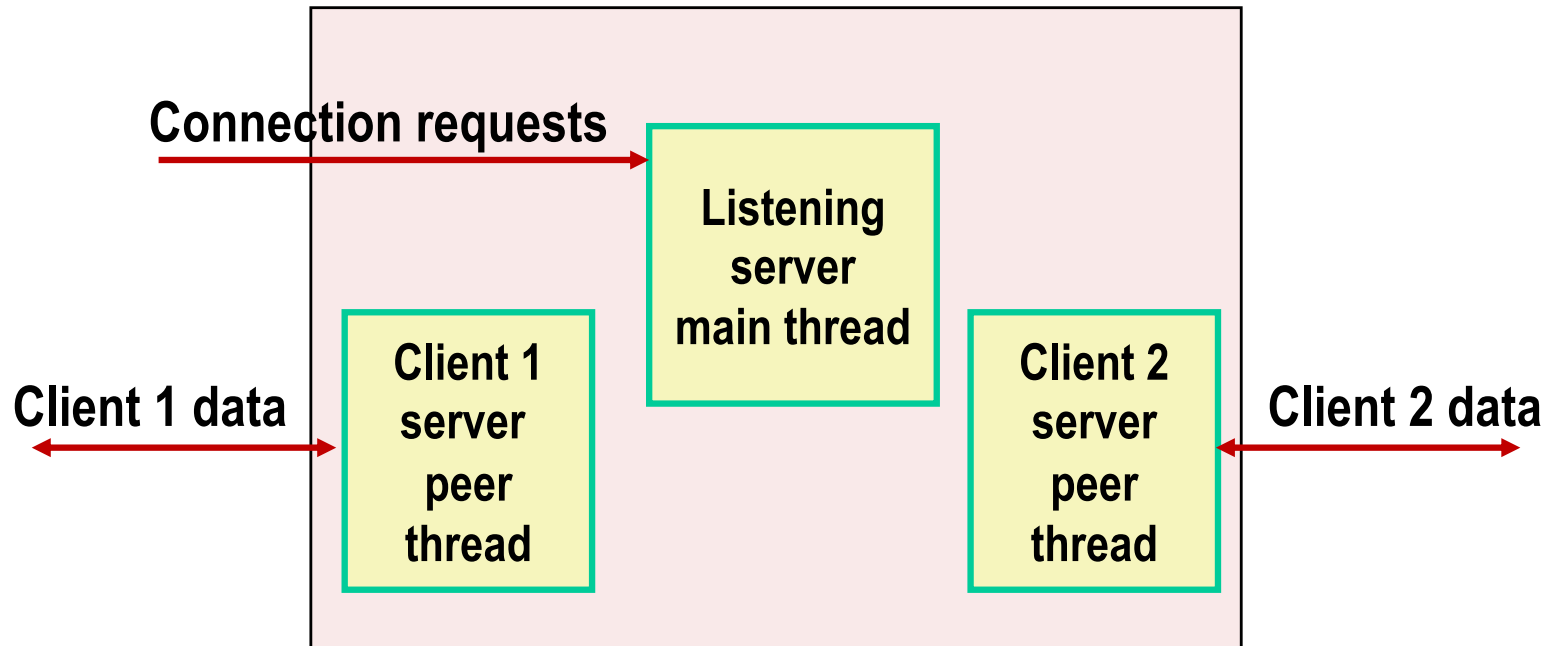 Connection requests
Listening
server
main thread
Client 1
server
peer
thread
Client 2
server
peer
thread
Client 1 data
Client 2 data